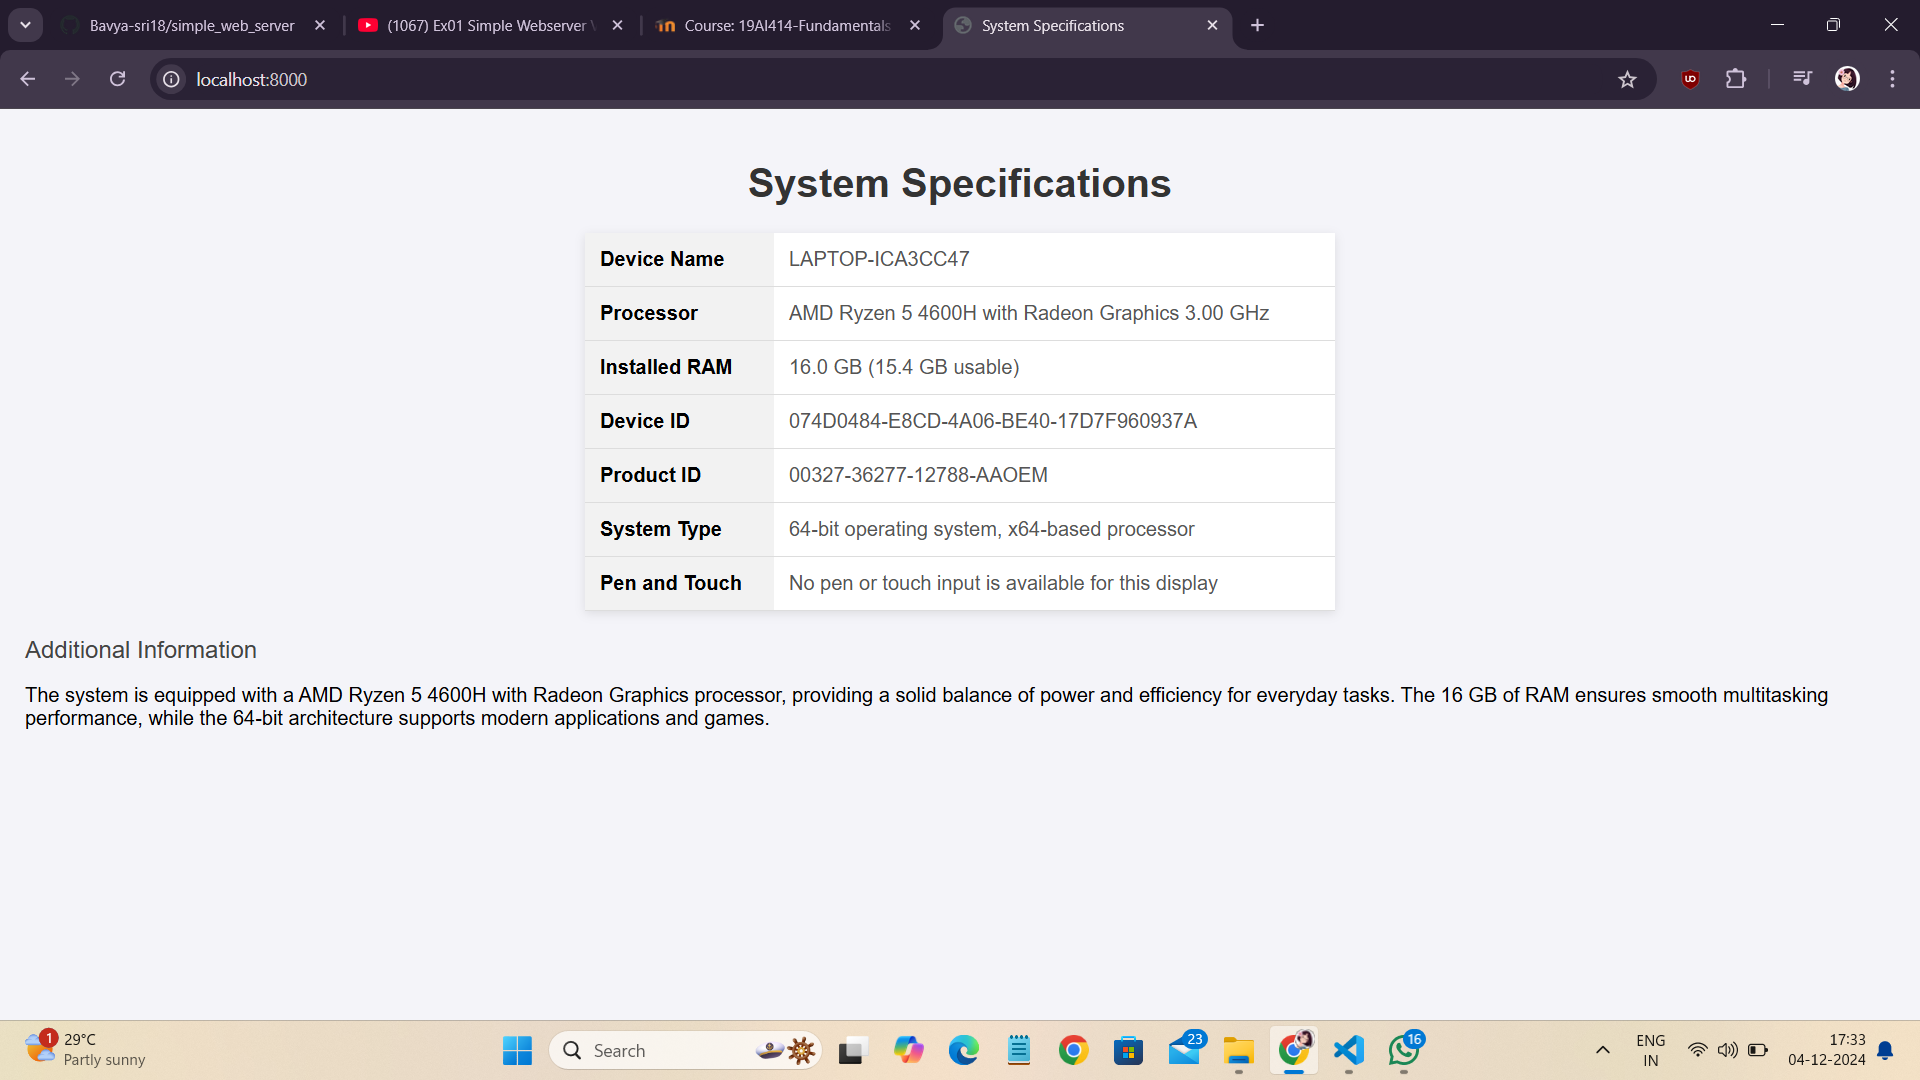 Bavya-sri18/simple_web_server
(1067) Ex01 Simple Webserver
Course: 19AI414-Fundamentals
System Specifications
localhost:8000
System Specifications
Device Name LAPTOP-ICA3CC47
Processor AMD Ryzen 5 4600H with Radeon Graphics 3.00 GHz
Installed RAM 16.0 GB (15.4 GB usable)
Device ID 074D0484-E8CD-4A06-BE40-17D7F960937A
Product ID 00327-36277-12788-AAOEM
System Type 64-bit operating system, x64-based processor
Pen and Touch No pen or touch input is available for this display
Additional Information
The system is equipped with a AMD Ryzen 5 4600H with Radeon Graphics processor, providing a solid balance of power and efficiency for everyday tasks. The 16 GB of RAM ensures smooth multitasking
performance, while the 64-bit architecture supports modern applications and games.
1
29°C
Partly sunny
Search
23
16
ENG
IN
17:33
04-12-2024